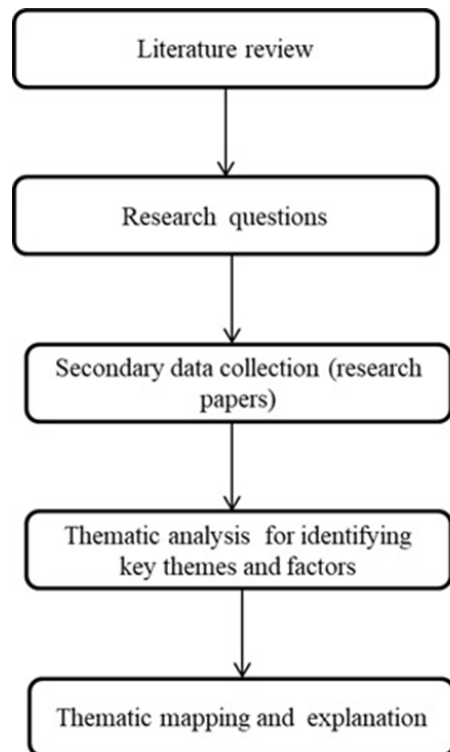 Literature review
Research questions
Secondary data collection (research
papers)
Thematic analysis for identifying
key themes and factors
Thematic mapping and explanation